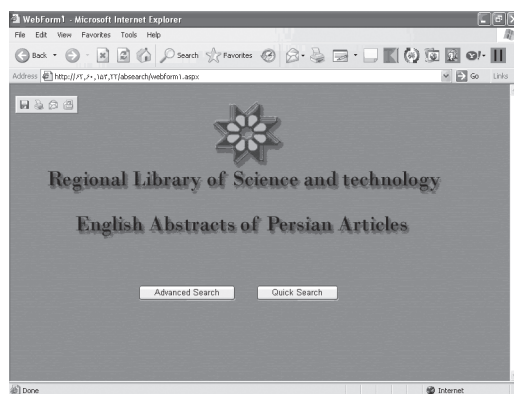 WebForm1 - Microsoft Internet Explorer
File Edit View Favorites Tools Help
Back Search Favorites
Address Go Links
Regional Library of Science and technology
English Abstracts of Persian Articles
Advanced Search Quick Search
Done Internet